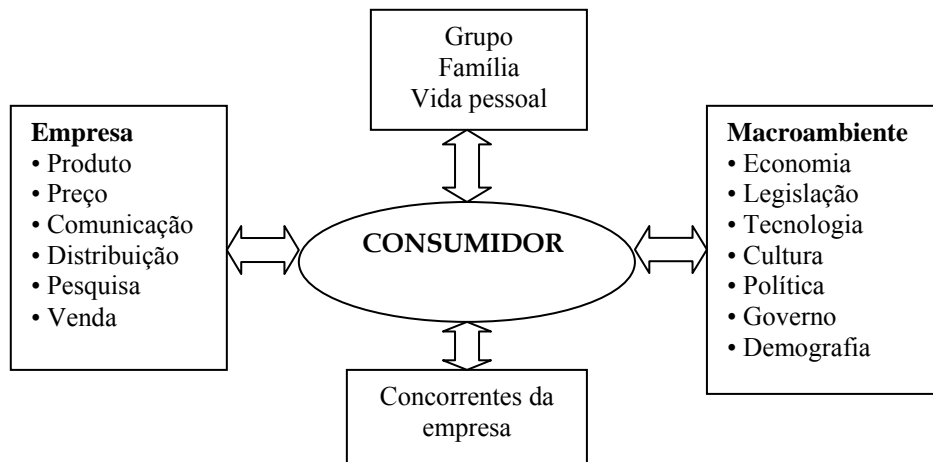 Grupo
Família
Vida pessoal
Empresa
• Produto
• Preço
• Comunicação
• Distribuição
• Pesquisa
• Venda
CONSUMIDOR
Macroambiente
• Economia
• Legislação
• Tecnologia
• Cultura
• Política
• Governo
• Demografia
Concorrentes da
empresa